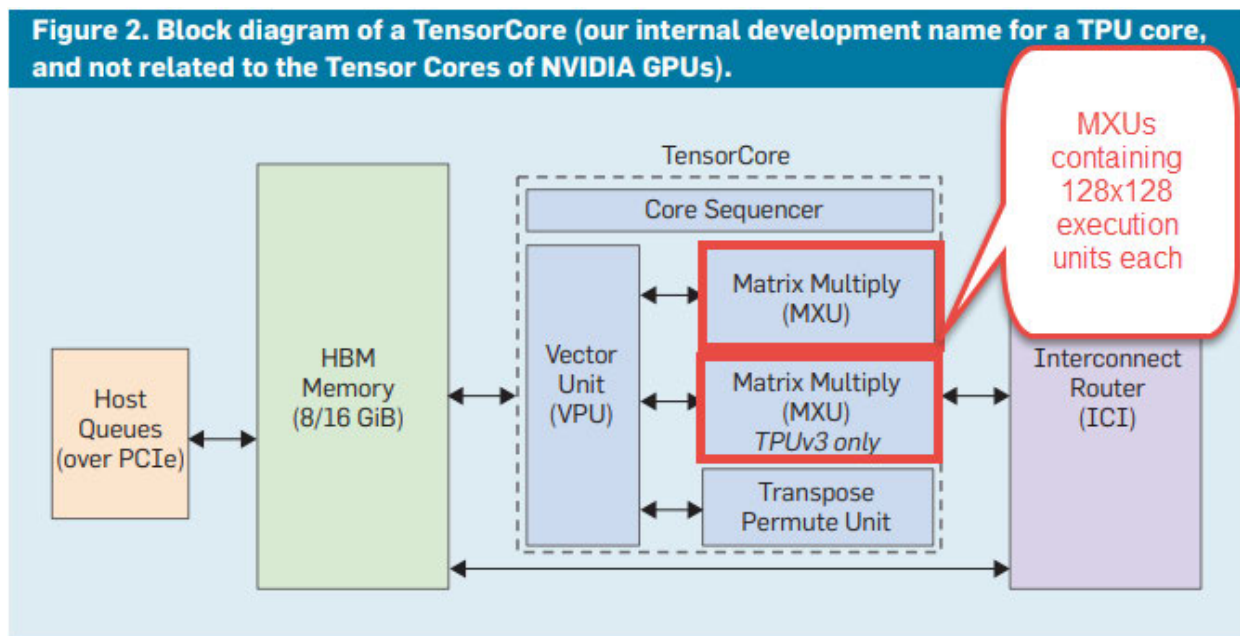 Figure 2. Block diagram of a TensorCore (our internal development name for a TPU core,
and not related to the Tensor Cores of NVIDIA GPUs).
MXUs
containing
128x128
execution
units each
TensorCore
Core Sequencer
Host
Queues
(over PCIe)
HBM
Memory
(8/16 GiB)
Vector
Unit
(VPU)
Matrix Multiply
(MXU)
Matrix Multiply
(MXU)
TPUv3 only
Transpose
Permute Unit
Interconnect
Router
(ICI)